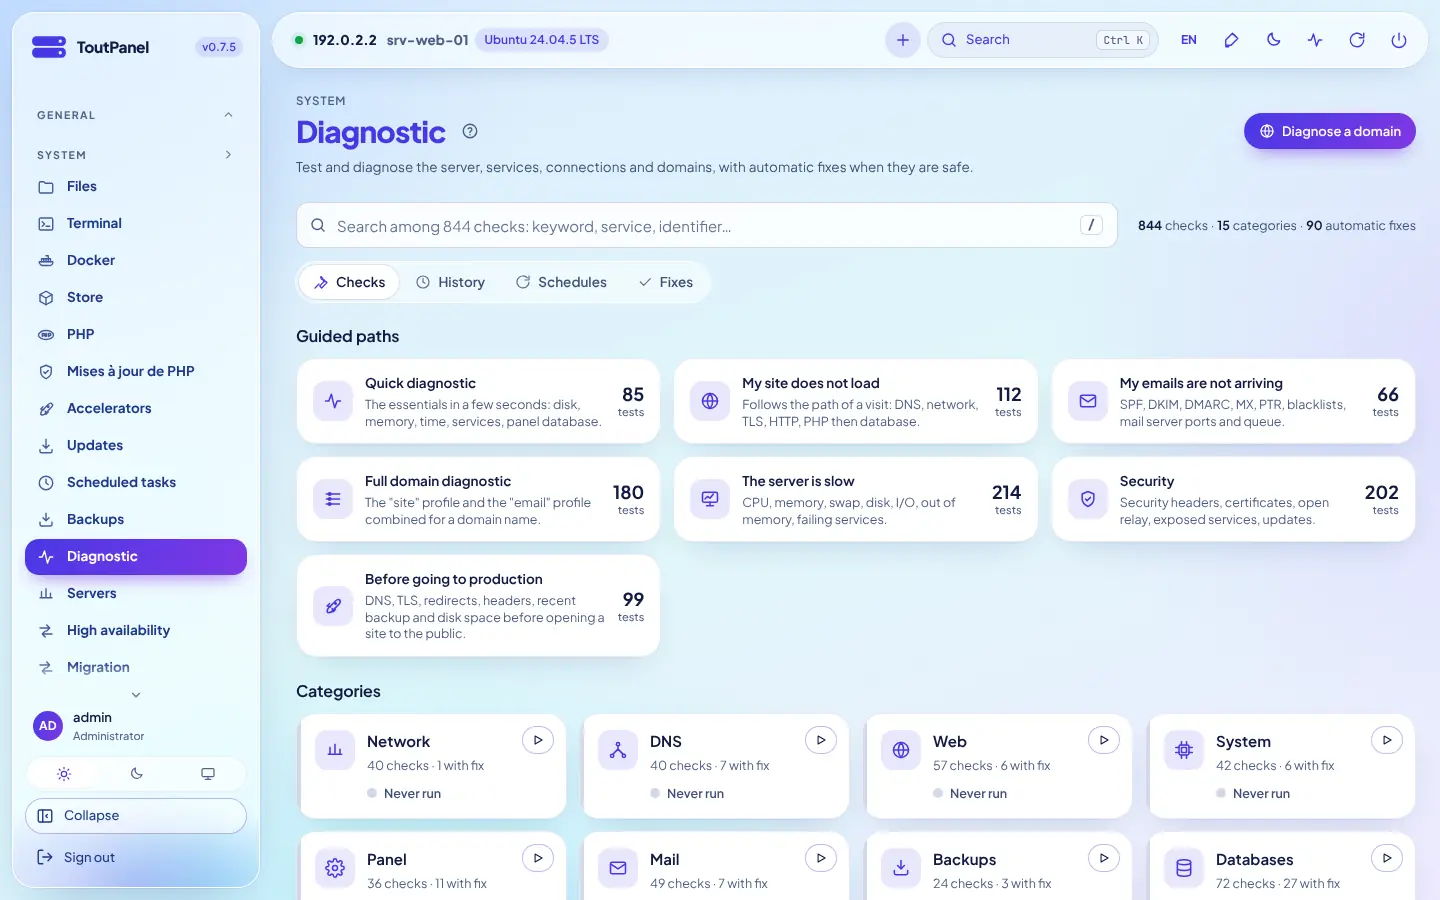 ToutPanel
v0.7.5
GENERAL
SYSTEM
Files
Terminal
Docker
Store
PHP
Mises à jour de PHP
Accelerators
Updates
Scheduled tasks
Backups
Diagnostic
Servers
High availability
Migration
AD
admin
Administrator
Collapse
Sign out
192.0.2.2 srv-web-01 Ubuntu 24.04.5 LTS
Search
Ctrl K
EN
SYSTEM
Diagnostic
Diagnose a domain
Test and diagnose the server, services, connections and domains, with automatic fixes when they are safe.
Search among 844 checks: keyword, service, identifier...
/
844 checks · 15 categories · 90 automatic fixes
Checks
History
Schedules
Fixes
Guided paths
Quick diagnostic
The essentials in a few seconds: disk,
memory, time, services, panel database.
85
tests
My site does not load
Follows the path of a visit: DNS, network,
TLS, HTTP, PHP then database.
112
tests
My emails are not arriving
SPF, DKIM, DMARC, MX, PTR, blacklists,
mail server ports and queue.
66
tests
Full domain diagnostic
The "site" profile and the "email" profile
combined for a domain name.
180
tests
The server is slow
CPU, memory, swap, disk, I/O, out of
memory, failing services.
214
tests
Security
Security headers, certificates, open
relay, exposed services, updates.
202
tests
Before going to production
DNS, TLS, redirects, headers, recent
backup and disk space before opening a
site to the public.
99
tests
Categories
Network
40 checks · 1 with fix
Never run
DNS
40 checks · 7 with fix
Never run
Web
57 checks · 6 with fix
Never run
System
42 checks · 6 with fix
Never run
Panel
36 checks · 11 with fix
Mail
49 checks · 7 with fix
Backups
24 checks · 3 with fix
Databases
72 checks · 27 with fix